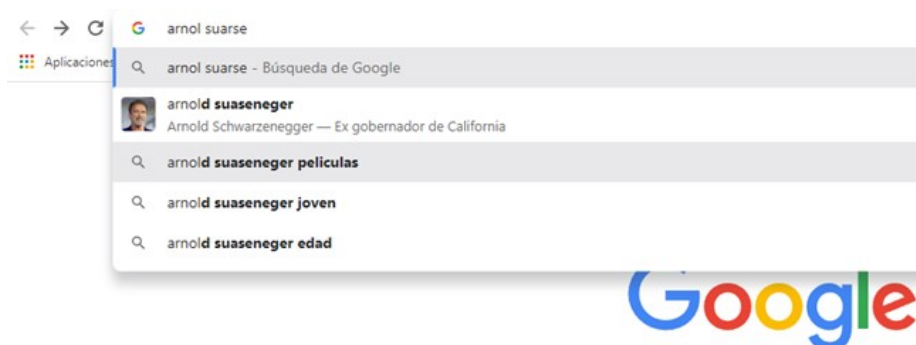 arnol suarse
Aplicaciones
arnol suarse - Búsqueda de Google
arnold suaseneger
Arnold Schwarzenegger — Ex gobernador de California
arnold suaseneger peliculas
arnold suaseneger joven
arnold suaseneger edad
Google